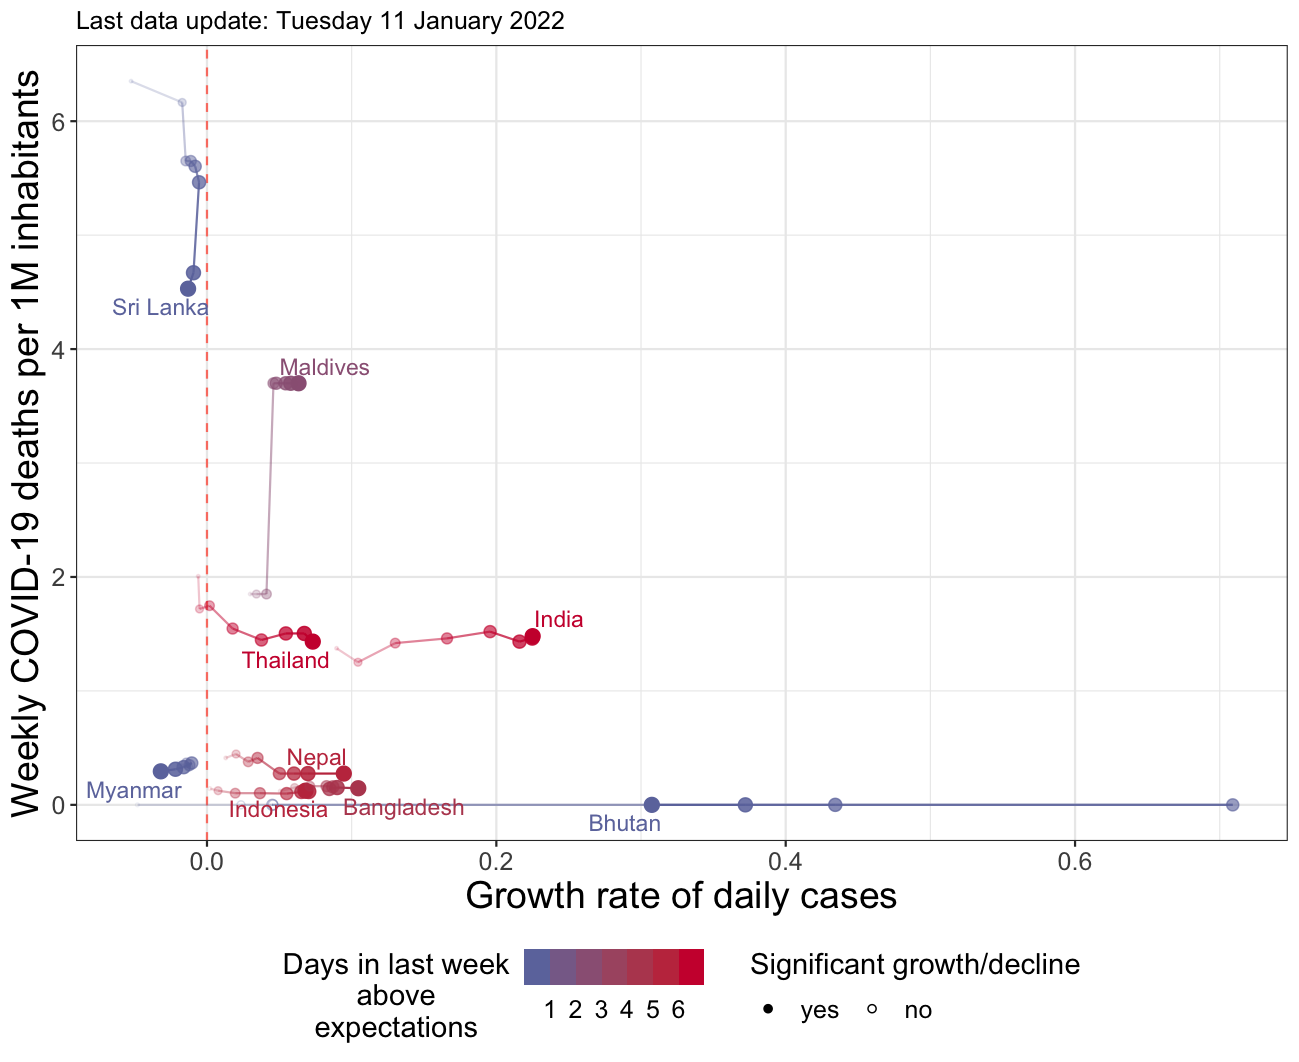 Last data update: Tuesday 11 January 2022
Weekly COVID-19 deaths per 1M inhabitants
6
4
2
0
Sri Lanka
Maldives
India
Thailand
Nepal
Myanmar
Indonesia
Bangladesh
Bhutan
0.0
0.2
0.4
0.6
Growth rate of daily cases
Days in last week
above
expectations
1 2 3 4 5 6
Significant growth/decline
yes
no